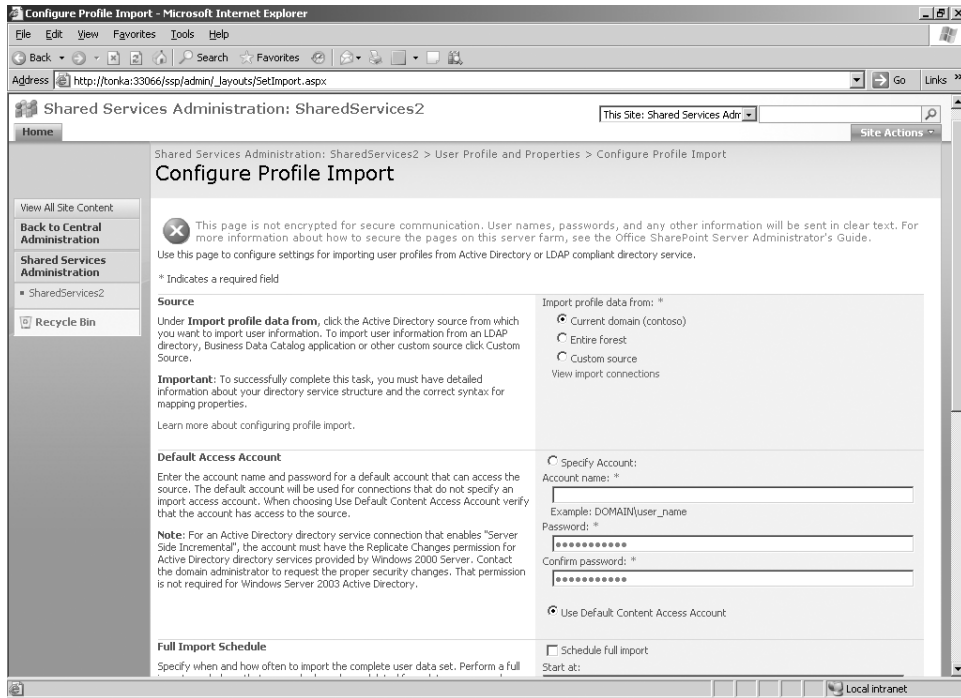 Configure Profile Import - Microsoft Internet Explorer
File Edit View Favorites Tools Help
Back Search Favorites
Address http://tonka:33066/ssp/admin/_layouts/SetImport.aspx Go Links »
Shared Services Administration: SharedServices2
This Site: Shared Services Adr
Home
Site Actions
Shared Services Administration: SharedServices2 > User Profile and Properties > Configure Profile Import
Configure Profile Import
View All Site Content
Back to Central
Administration
Shared Services
Administration
SharedServices2
Recycle Bin
This page is not encrypted for secure communication. User names, passwords, and any other information will be sent in clear text. For
more information about how to secure the pages on this server farm, see the Office SharePoint Server Administrator's Guide.
Use this page to configure settings for importing user profiles from Active Directory or LDAP compliant directory service.
* Indicates a required field
Source
Under Import profile data from, click the Active Directory source from which
you want to import user information. To import user information from an LDAP
directory, Business Data Catalog application or other custom source click Custom
Source.
Important: To successfully complete this task, you must have detailed
information about your directory service structure and the correct syntax for
mapping properties.
Learn more about configuring profile import.
Import profile data from: *
Current domain (contoso)
Entire forest
Custom source
View import connections
Default Access Account
Enter the account name and password for a default account that can access the
source. The default account will be used for connections that do not specify an
import access account. When choosing Use Default Content Access Account verify
that the account has access to the source.
Note: For an Active Directory directory service connection that enables "Server
Side Incremental", the account must have the Replicate Changes permission for
Active Directory directory services provided by Windows 2000 Server. Contact
the domain administrator to request the proper security changes. That permission
is not required for Windows Server 2003 Active Directory.
Specify Account:
Account name: *
Example: DOMAIN\user_name
Password: *
Confirm password: *
Use Default Content Access Account
Full Import Schedule
Specify when and how often to import the complete user data set. Perform a full
Schedule full import
Start at:
Local intranet